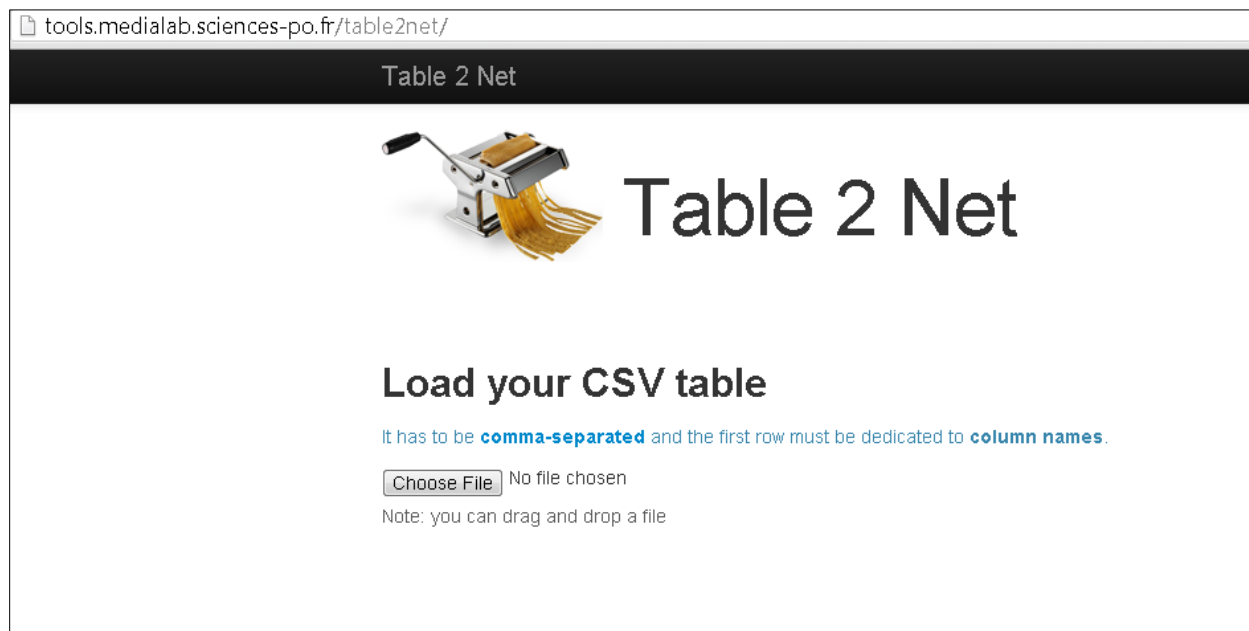 tools.medialab.sciences-po.fr/table2net/
Table 2 Net
Table 2 Net
Load your CSV table
It has to be comma-separated and the first row must be dedicated to column names.
Choose File No file chosen
Note: you can drag and drop a file